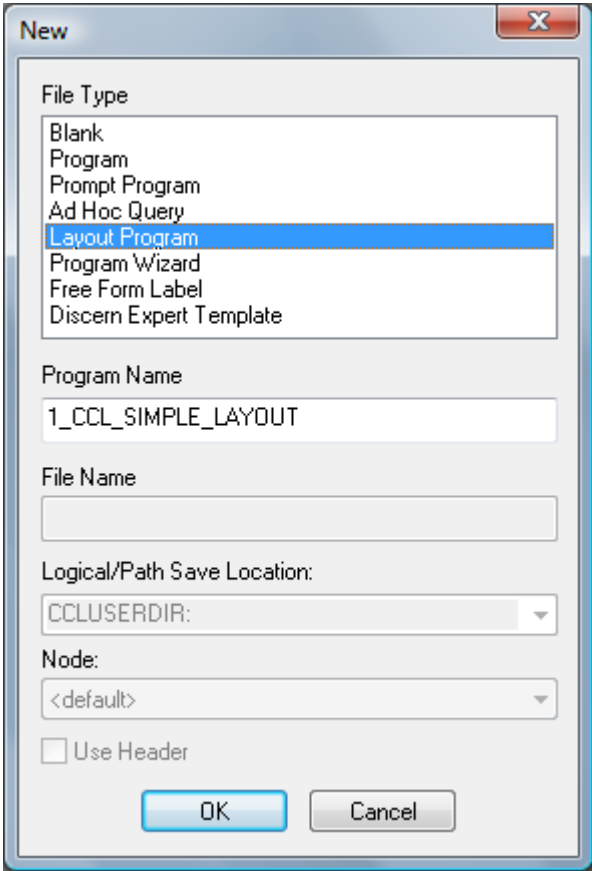 New
File Type
Blank
Program
Prompt Program
Ad Hoc Query
Layout Program
Program Wizard
Free Form Label
Discern Expert Template
Program Name
1_CCL_SIMPLE_LAYOUT
File Name
Logical/Path Save Location:
CCLUSERDIR:
Node:
<default>
Use Header
OK Cancel